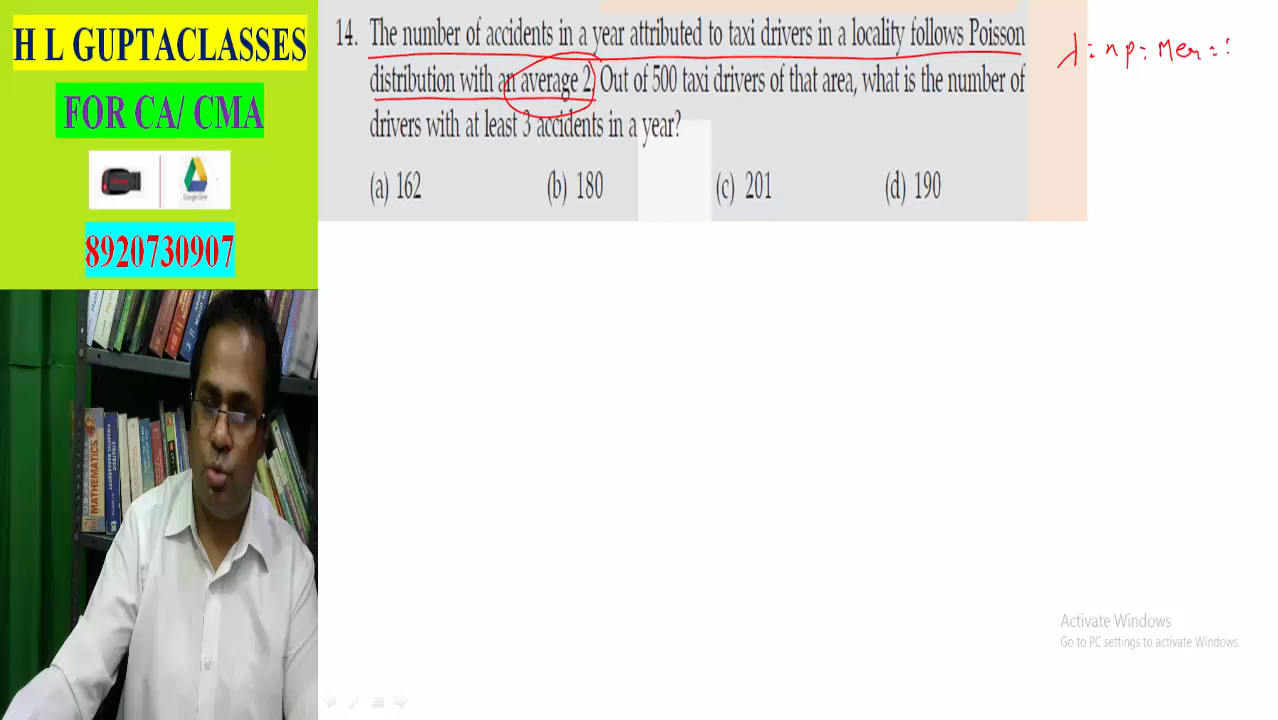 H L GUPTACLASSES
FOR CA/ CMA
8920730907
14. The number of accidents in a year attributed to taxi drivers in a locality follows Poisson
distribution with an average 2. Out of 500 taxi drivers of that area, what is the number of
drivers with at least 3 accidents in a year?
(a) 162 (b) 180 (c) 201 (d) 190
λ = np =
MATHEMATICS
Activate Windows
Go to PC settings to activate Windows.